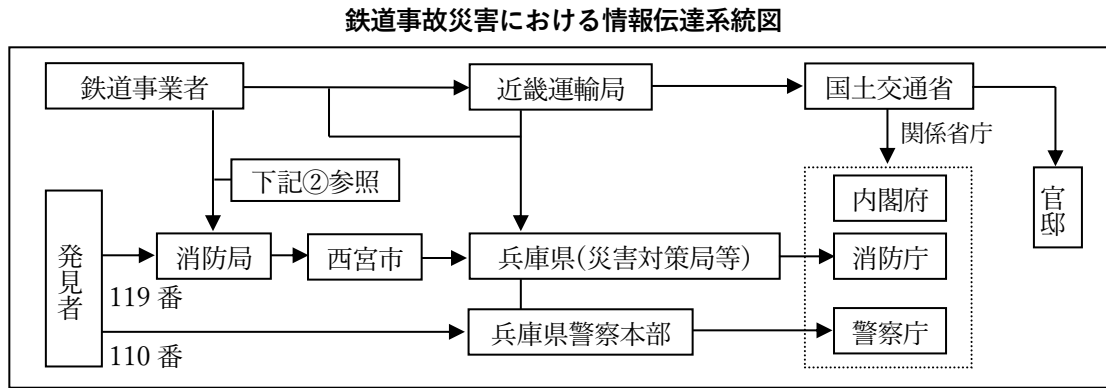 鉄道事故災害における情報伝達系統図
鉄道事業者
近畿運輸局
国土交通省
関係省庁
下記②参照
内閣府
官邸
発見者
消防局
西宮市
兵庫県(災害対策局等)
消防庁
119 番
兵庫県警察本部
警察庁
110 番